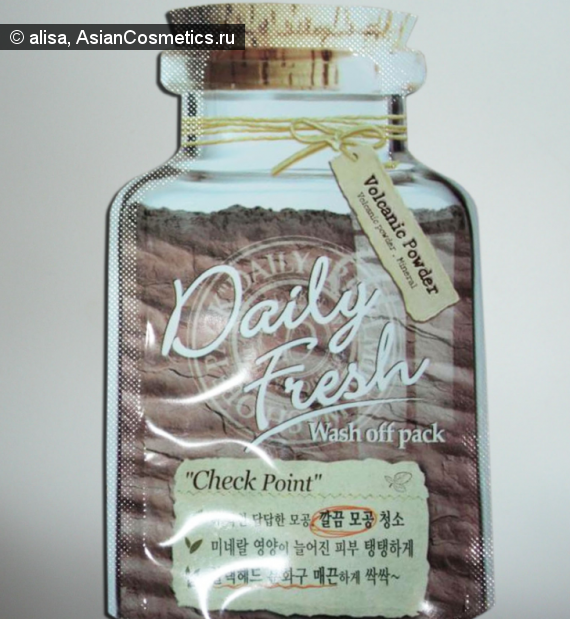 © alisa, AsianCosmetics.ru
Volcanic Powder
Volcanic powder . Mineral
Daily
Fresh
Wash off pack
"Check Point"
답답한 모공 깔끔 모공 청소
미네랄 영양이 늘어진 피부 탱탱하게
매끈하게 싹싹~